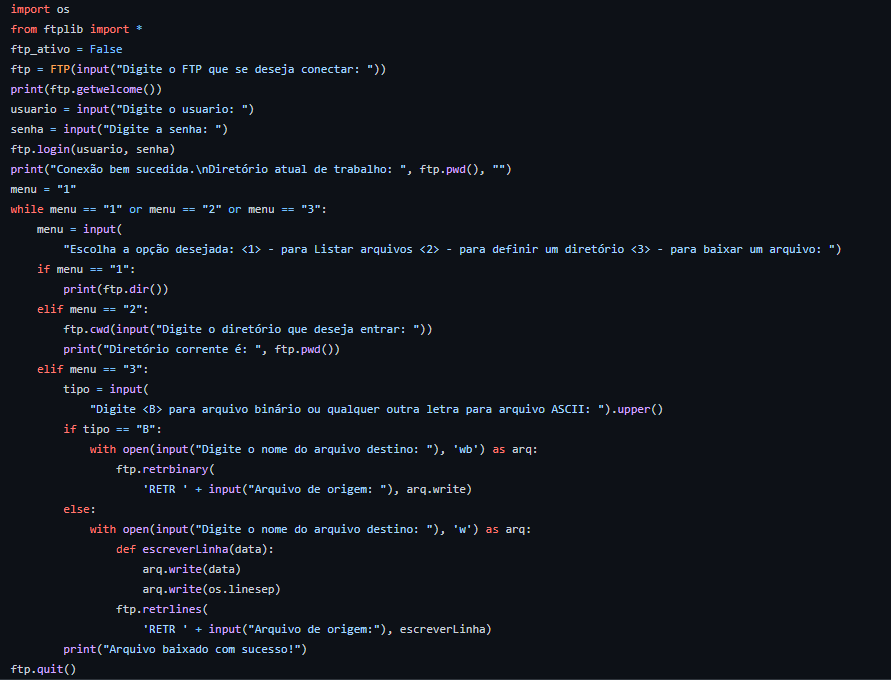 import os
from ftplib import *
ftp_ativo = False
ftp = FTP(input("Digite o FTP que se deseja conectar: "))
print(ftp.getwelcome())
usuario = input("Digite o usuario: ")
senha = input("Digite a senha: ")
ftp.login(usuario, senha)
print("Conexão bem sucedida.\nDiretório atual de trabalho: ", ftp.pwd(), "")
menu = "1"
while menu == "1" or menu == "2" or menu == "3":
    menu = input(
        "Escolha a opção desejada: <1> - para Listar arquivos <2> - para definir um diretório <3> - para baixar um arquivo: ")
    if menu == "1":
        print(ftp.dir())
    elif menu == "2":
        ftp.cwd(input("Digite o diretório que deseja entrar: "))
        print("Diretório corrente é: ", ftp.pwd())
    elif menu == "3":
        tipo = input(
            "Digite <B> para arquivo binário ou qualquer outra letra para arquivo ASCII: ").upper()
        if tipo == "B":
            with open(input("Digite o nome do arquivo destino: "), 'wb') as arq:
                ftp.retrbinary(
                    'RETR ' + input("Arquivo de origem: "), arq.write)
        else:
            with open(input("Digite o nome do arquivo destino: "), 'w') as arq:
                def escreverLinha(data):
                    arq.write(data)
                    arq.write(os.linesep)
                ftp.retrlines(
                    'RETR ' + input("Arquivo de origem:"), escreverLinha)
        print("Arquivo baixado com sucesso!")
ftp.quit()